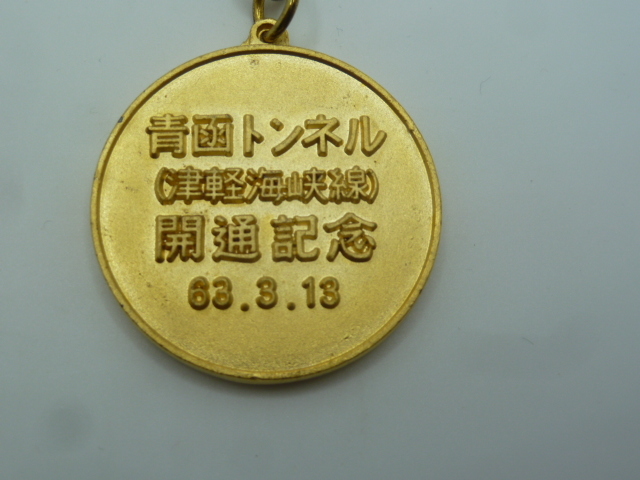 青函トンネル
(津軽海峡線)
開通記念
63.3.13